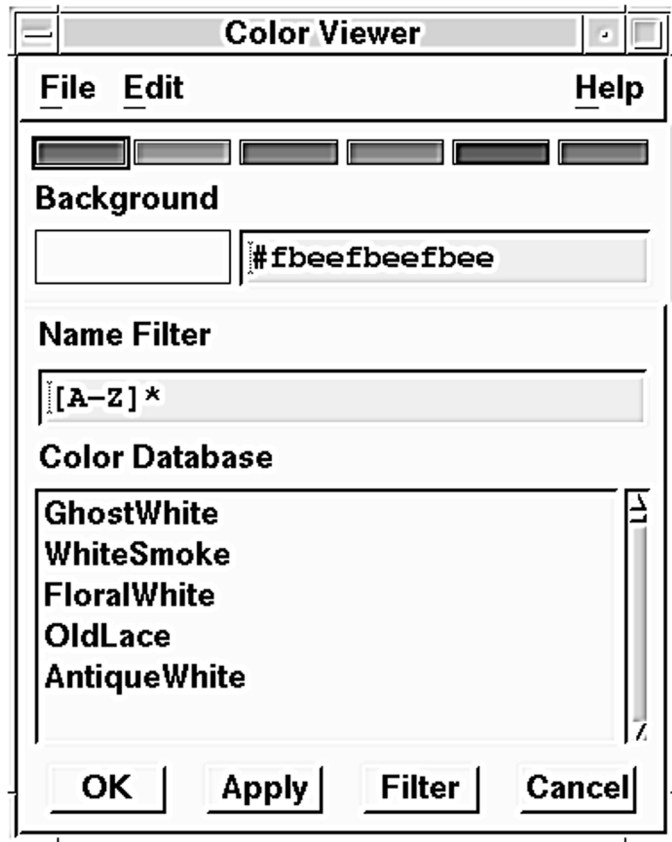 Color Viewer
File Edit Help
Background
#fbeefbeefbee
Name Filter
[A-Z]*
Color Database
GhostWhite
WhiteSmoke
FloralWhite
OldLace
AntiqueWhite
OK Apply Filter Cancel